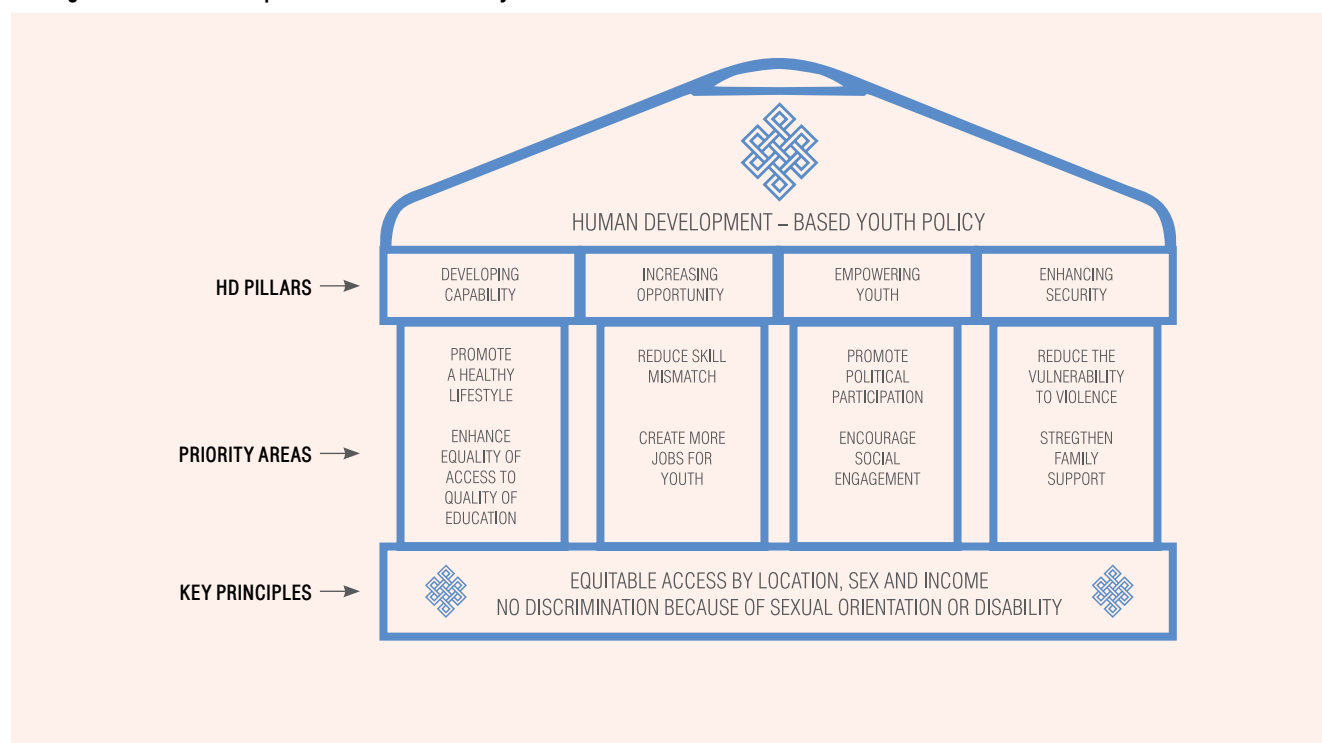 HUMAN DEVELOPMENT – BASED YOUTH POLICY
HD PILLARS
DEVELOPING
CAPABILITY
INCREASING
OPPORTUNITY
EMPOWERING
YOUTH
ENHANCING
SECURITY
PRIORITY AREAS
PROMOTE
A HEALTHY
LIFESTYLE
ENHANCE
EQUALITY OF
ACCESS TO
QUALITY OF
EDUCATION
REDUCE SKILL
MISMATCH
CREATE MORE
JOBS FOR
YOUTH
PROMOTE
POLITICAL
PARTICIPATION
ENCOURAGE
SOCIAL
ENGAGEMENT
REDUCE THE
VULNERABILITY
TO VIOLENCE
STREGTHEN
FAMILY
SUPPORT
KEY PRINCIPLES
EQUITABLE ACCESS BY LOCATION, SEX AND INCOME
NO DISCRIMINATION BECAUSE OF SEXUAL ORIENTATION OR DISABILITY